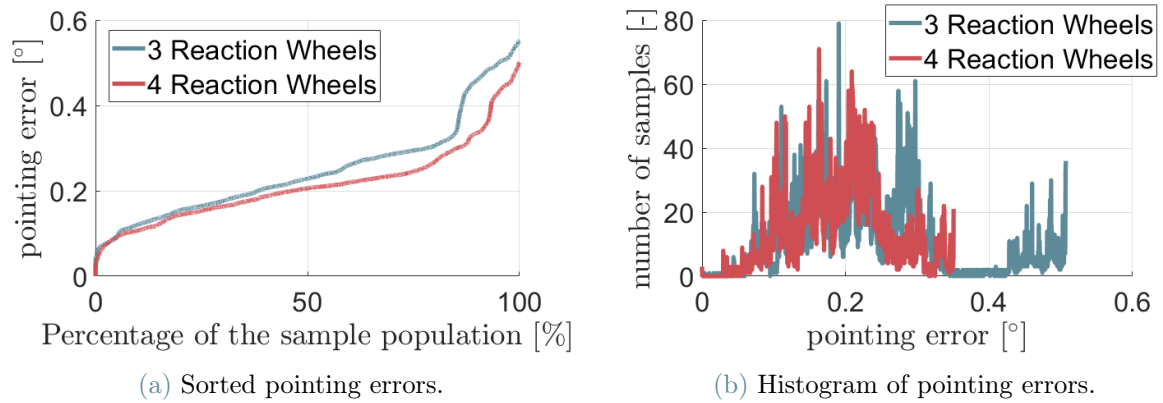 pointing error [°]
0.6
0.4
0.2
0
3 Reaction Wheels
4 Reaction Wheels
0
50
100
Percentage of the sample population [%]
(a) Sorted pointing errors.
number of samples [-]
80
60
40
20
0
3 Reaction Wheels
4 Reaction Wheels
0
0.2
0.4
0.6
pointing error [°]
(b) Histogram of pointing errors.